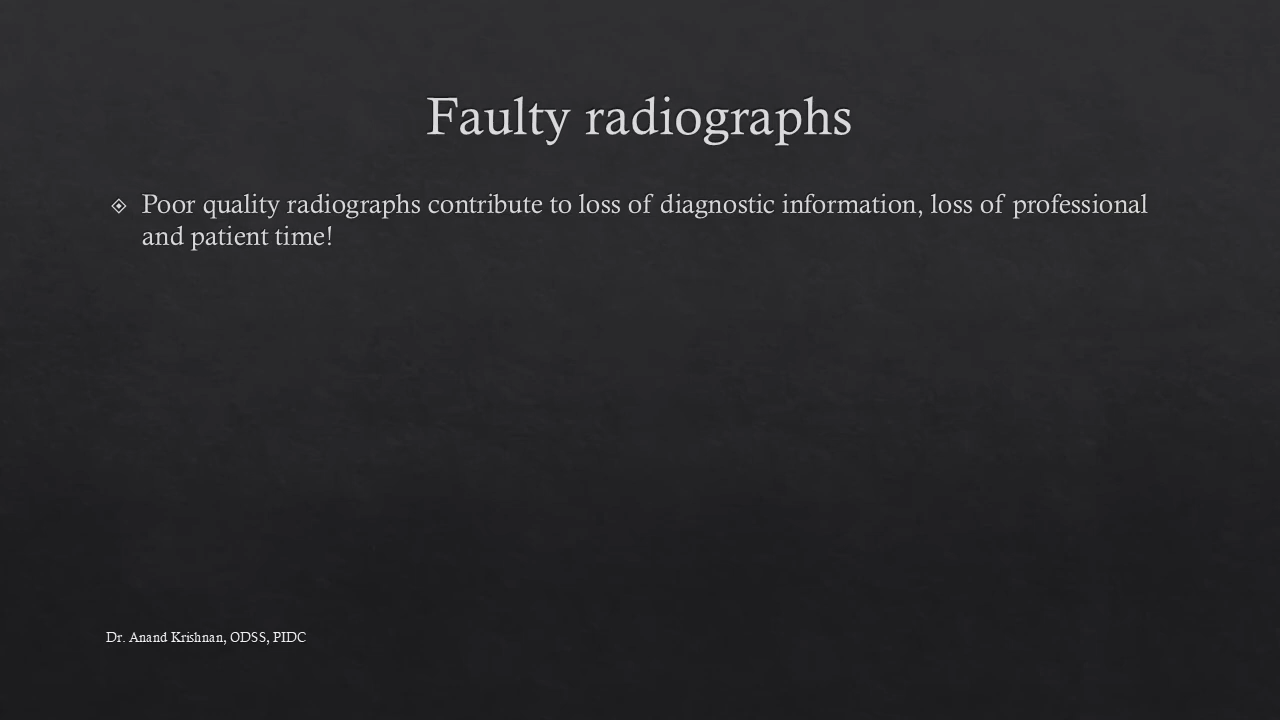 Faulty radiographs
Poor quality radiographs contribute to loss of diagnostic information, loss of professional
and patient time!
Dr. Anand Krishnan, ODSS, PIDC